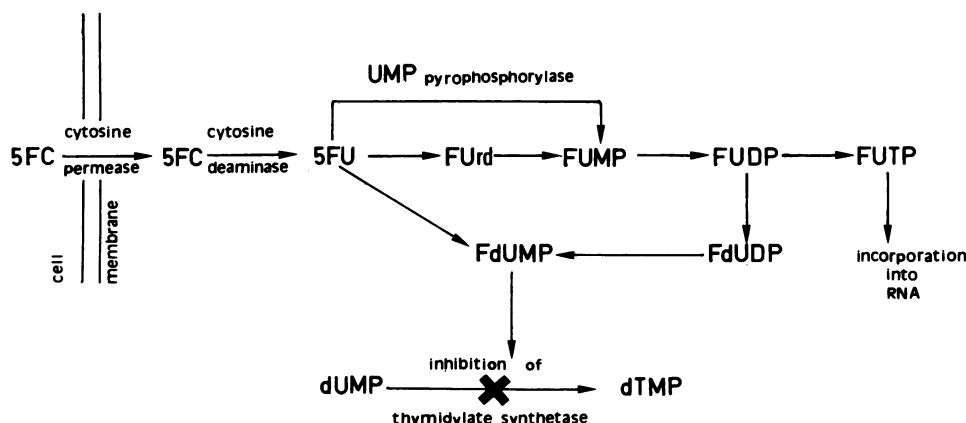 UMP pyrophosphorylase
cytosine cytosine
5FC 5FC 5FU FUrd FUMP FUDP FUTP
permease deaminase
cell membrane
FdUMP FdUDP incorporation
into
RNA
inhibition of
dUMP dTMP
thymidylate synthetase